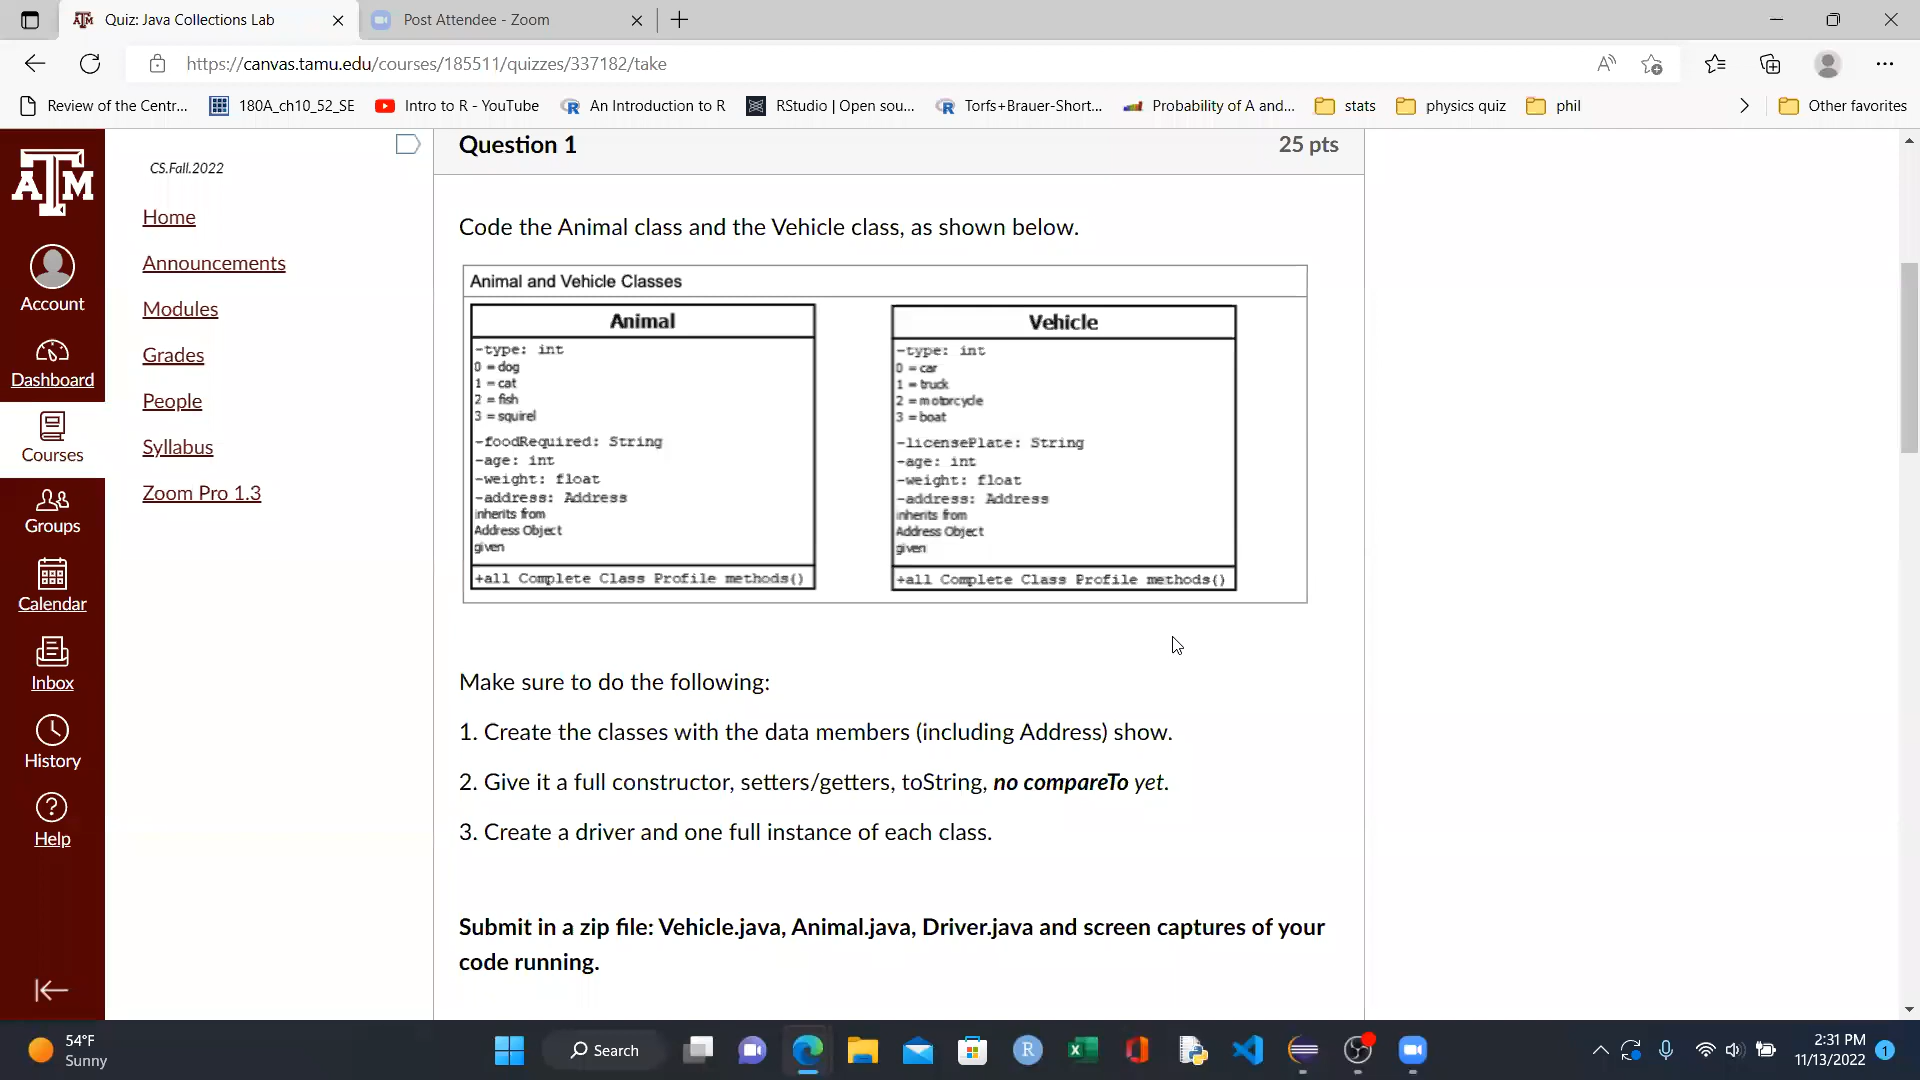 Quiz: Java Collections Lab
Post Attendee - Zoom
https://canvas.tamu.edu/courses/185511/quizzes/337182/take
Review of the Centr...
180A_ch10_52_SE
Intro to R - YouTube
An Introduction to R
RStudio | Open sou...
Torfs+Brauer-Short...
Probability of A and...
stats
physics quiz
phil
Other favorites
ATM
Account
Dashboard
Courses
Groups
Calendar
Inbox
History
Help
CS.Fall.2022
Home
Announcements
Modules
Grades
People
Syllabus
Zoom Pro 1.3
Question 1
25 pts
Code the Animal class and the Vehicle class, as shown below.
Animal and Vehicle Classes
Animal
-type: int
0 = dog
1 = cat
2 = fish
3 = squirel
-foodRequired: String
-age: int
-weight: float
-address: Address
inherits from
Address Object
given
+all Complete Class Profile methods()
Vehicle
-type: int
0 = car
1 = truck
2 = motorcycle
3 = boat
-licensePlate: String
-age: int
-weight: float
-address: Address
inherits from
Address Object
given
+all Complete Class Profile methods()
Make sure to do the following:
1. Create the classes with the data members (including Address) show.
2. Give it a full constructor, setters/getters, toString, no compareTo yet.
3. Create a driver and one full instance of each class.
Submit in a zip file: Vehicle.java, Animal.java, Driver.java and screen captures of your
code running.
54°F
Sunny
Search
2:31 PM
11/13/2022
1